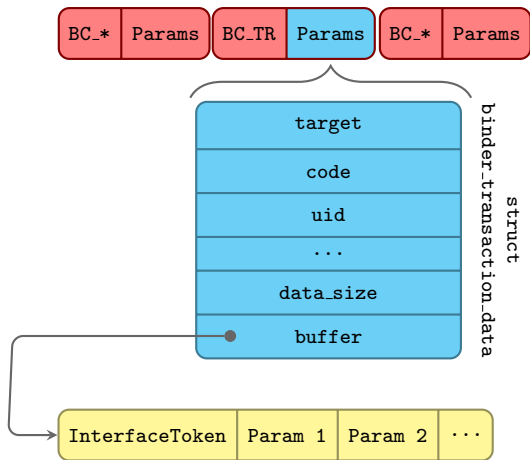 BC_* Params BC_TR Params BC_* Params
target
code
uid
...
data_size
buffer
struct
binder_transaction_data
InterfaceToken Param 1 Param 2 ...